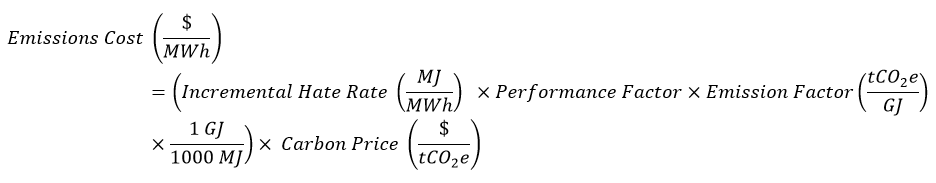 Emissions Cost ($/MWh)
= (Incremental Hate Rate (MJ/MWh) × Performance Factor × Emission Factor (tCO₂e/GJ)
× 1 GJ/1000 MJ) × Carbon Price ($/tCO₂e)